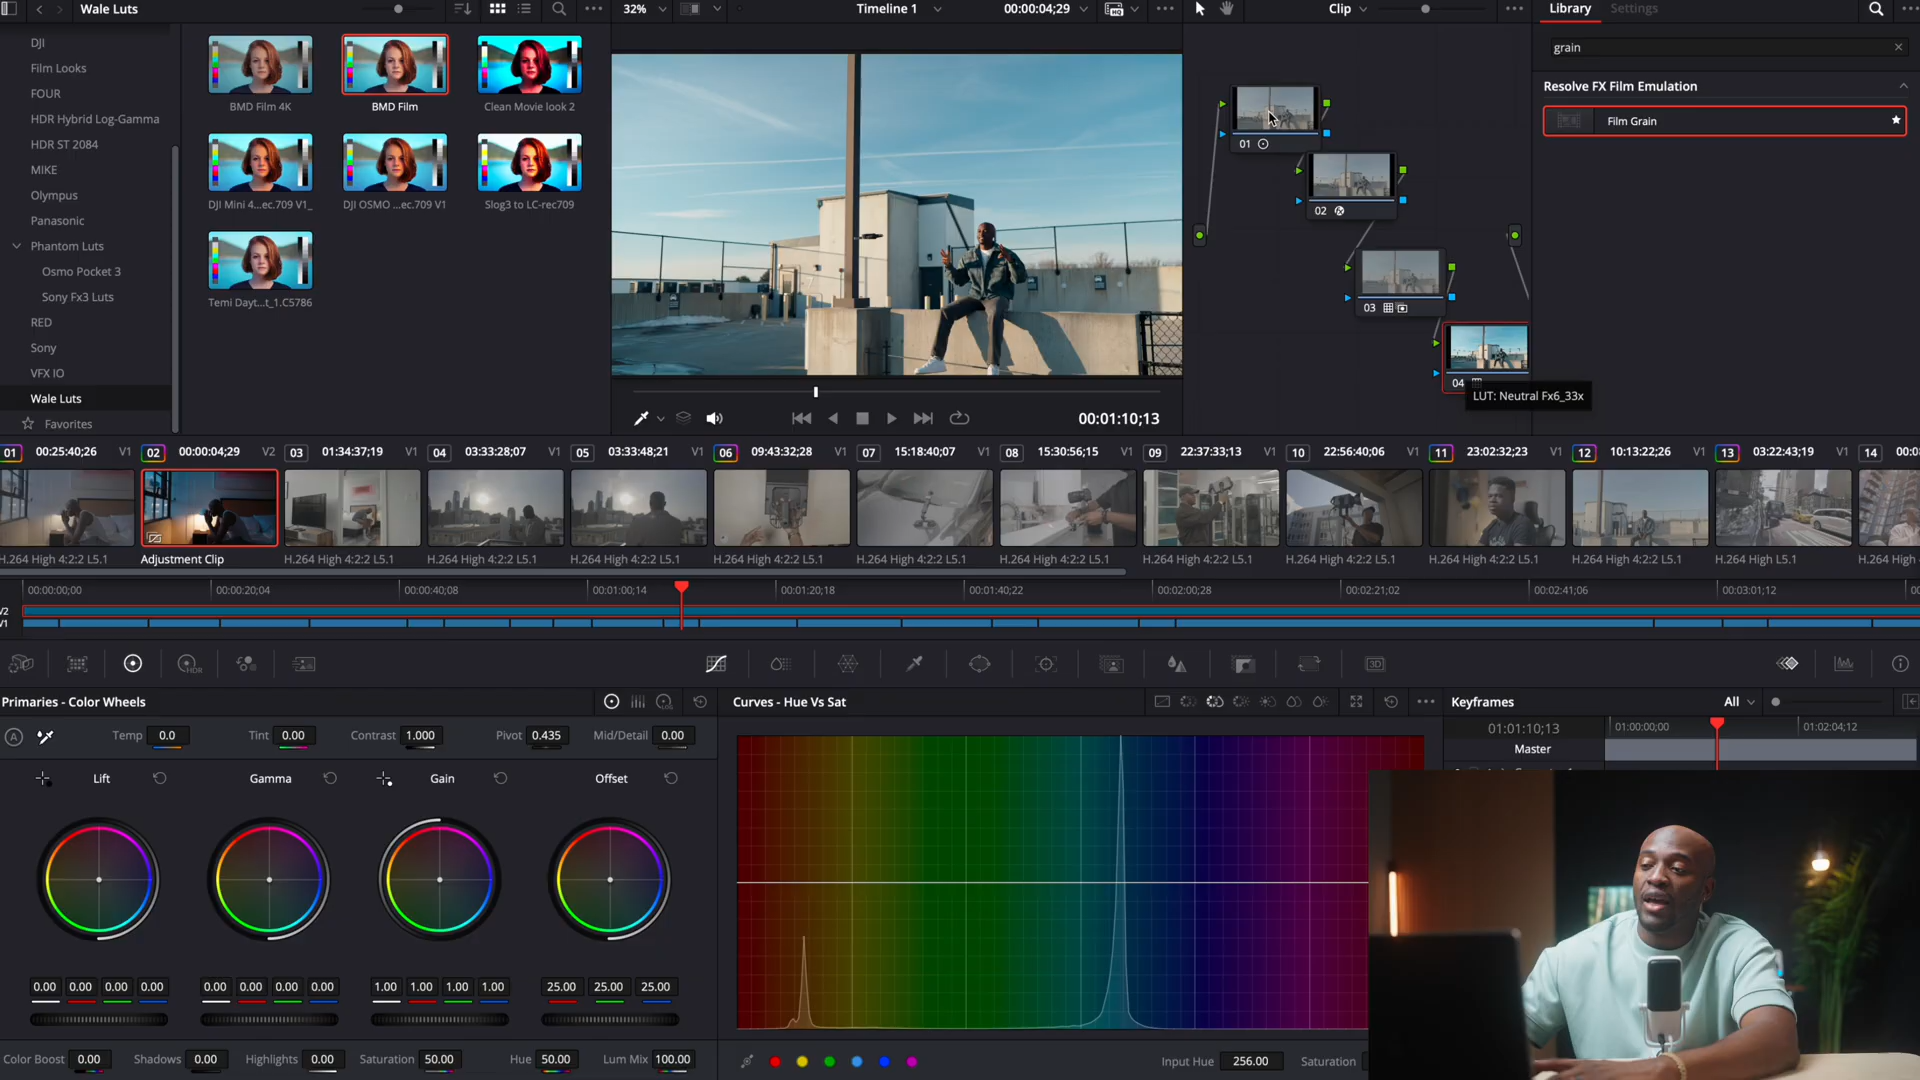 Wale Luts
32%
Timeline 1
00:00:04;29
Clip
Library
Settings
grain
DJI
Film Looks
FOUR
HDR Hybrid Log-Gamma
HDR ST 2084
MIKE
Olympus
Panasonic
Phantom Luts
Osmo Pocket 3
Sony Fx3 Luts
RED
Sony
VFX IO
Wale Luts
Favorites
BMD Film 4K
BMD Film
Clean Movie look 2
DJI Mini 4...ec.709 V1_
DJI OSMO ...ec.709 V1
Slog3 to LC-rec709
Temi Dayt...t_1.C5786
00:01:10;13
01
02
03
04
LUT: Neutral Fx6_33x
Resolve FX Film Emulation
Film Grain
01 00:25:40:26 V1
02 00:00:04;29 V2
03 01:34:37;19 V1
04 03:33:28;07 V1
05 03:33:48;21 V1
06 09:43:32;28 V1
07 15:18:40;07 V1
08 15:30:56;15 V1
09 22:37:33;13 V1
10 22:56:40;06 V1
11 23:02:32;23 V1
12 10:13:22;26 V1
13 03:22:43;19 V1
14 00:0
H.264 High 4:2:2 L5.1
Adjustment Clip
H.264 High 4:2:2 L5.1
H.264 High 4:2:2 L5.1
H.264 High 4:2:2 L5.1
H.264 High 4:2:2 L5.1
H.264 High 4:2:2 L5.1
H.264 High 4:2:2 L5.1
H.264 High 4:2:2 L5.1
H.264 High 4:2:2 L5.1
H.264 High 4:2:2 L5.1
H.264 High 4:2:2 L5.1
H.264 High L5.1
H.264 High 4:2
00:00:00;00
00:00:20;04
00:00:40;08
00:01:00;14
00:01:20;18
00:01:40;22
00:02:00;28
00:02:21;02
00:02:41;06
00:03:01;12
00
V2
V1
HDR
3D
Primaries - Color Wheels
LOG
Curves - Hue Vs Sat
Keyframes
All
A
Temp 0.0
Tint 0.00
Contrast 1.000
Pivot 0.435
Mid/Detail 0.00
01:01:10;13
01:00:00;00
01:02:04;12
Master
Lift
Gamma
Gain
Offset
0.00 0.00 0.00 0.00
0.00 0.00 0.00 0.00
1.00 1.00 1.00 1.00
25.00 25.00 25.00
Color Boost 0.00
Shadows 0.00
Highlights 0.00
Saturation 50.00
Hue 50.00
Lum Mix 100.00
Input Hue 256.00
Saturation